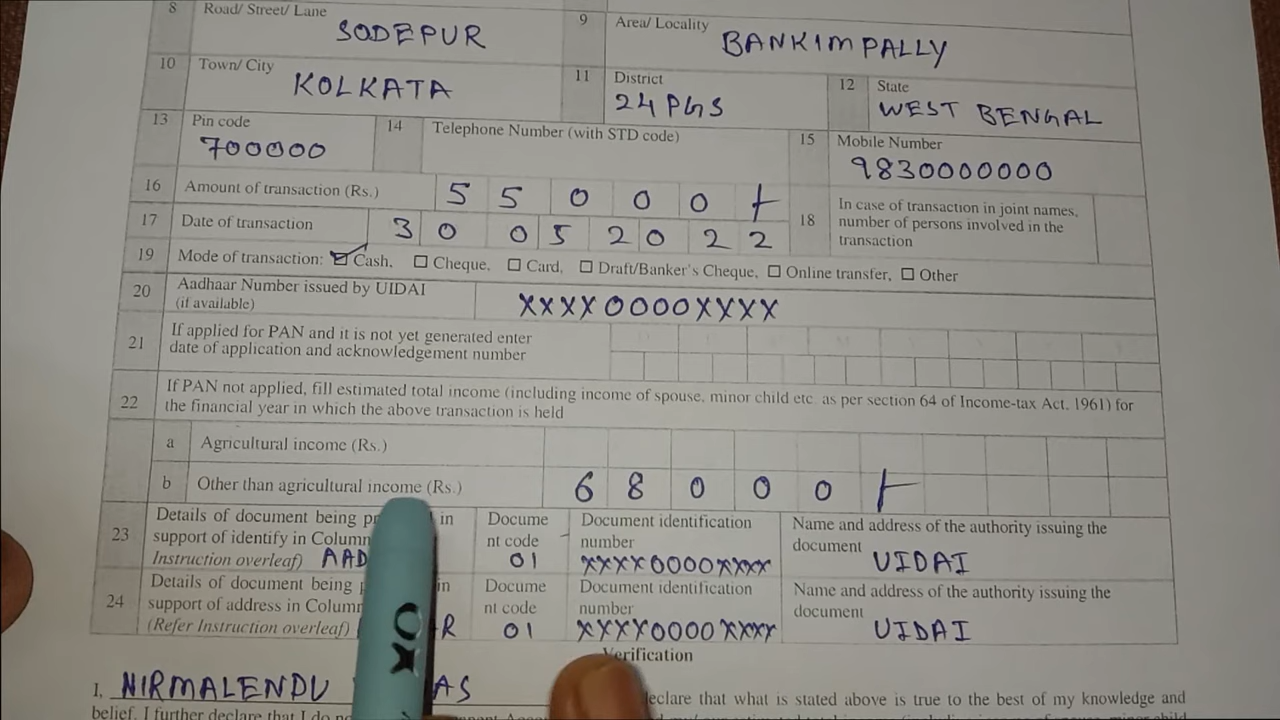 8 Road/ Street/ Lane SODEPUR 9 Area/ Locality BANKIMPALLY
10 Town/ City KOLKATA 11 District 24 PGS 12 State WEST BENGAL
13 Pin code 700000 14 Telephone Number (with STD code) 15 Mobile Number 9830000000
16 Amount of transaction (Rs.) 5 5 0 0 0
17 Date of transaction 3 0 0 5 2 0 2 2
18 In case of transaction in joint names,
number of persons involved in the
transaction
19 Mode of transaction: Cash, Cheque, Card, Draft/Banker's Cheque, Online transfer, Other
20 Aadhaar Number issued by UIDAI
(if available) XXXX0000XXXX
21 If applied for PAN and it is not yet generated enter
date of application and acknowledgement number
22 If PAN not applied, fill estimated total income (including income of spouse, minor child etc. as per section 64 of Income-tax Act, 1961) for
the financial year in which the above transaction is held
a Agricultural income (Rs.)
b Other than agricultural income (Rs.) 6 8 0 0 0
23 Details of document being in
support of identify in
Instruction overleaf)
Docume
nt code
01
Document identification
number
XXXX0000XXXX
Name and address of the authority issuing the
document UIDAI
24 Details of document being in
support of address in
(Refer Instruction overleaf)
Docume
nt code
01
Document identification
number
XXXX0000XXXX
Name and address of the authority issuing the
document UIDAI
Verification
I, NIRMALENDU declare that what is stated above is true to the best of my knowledge and
belief. I further declare that I do